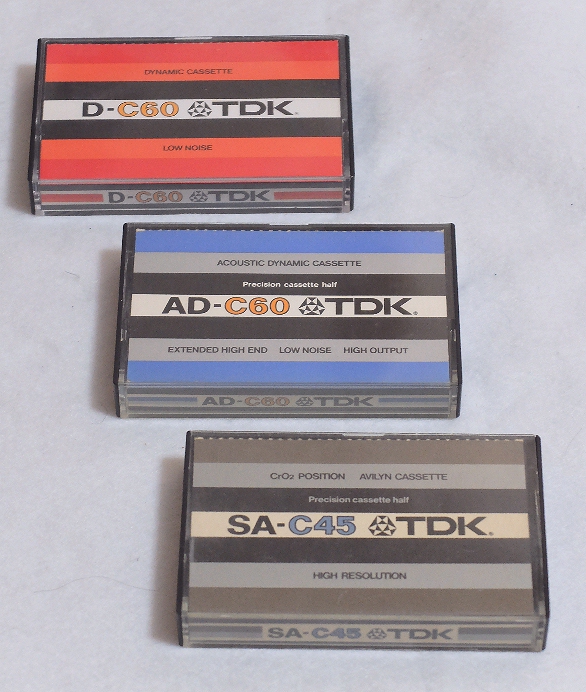 DYNAMIC CASSETTE
D-C60 TDK.
LOW NOISE
D-C60 TDK
ACOUSTIC DYNAMIC CASSETTE
Precision cassette half
AD-C60 TDK.
EXTENDED HIGH END LOW NOISE HIGH OUTPUT
AD-C60 TDK
CrO2 POSITION AVILYN CASSETTE
Precision cassette half
SA-C45 TDK.
HIGH RESOLUTION
SA-C45 TDK